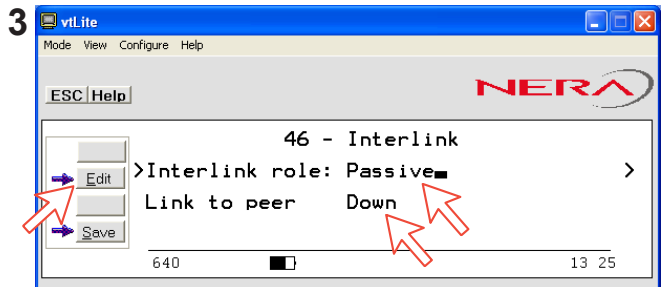 3
vtLite
Mode View Configure Help
ESC Help
NERA
46 - Interlink
Edit >Interlink role: Passive >
Link to peer Down
Save
640 13 25